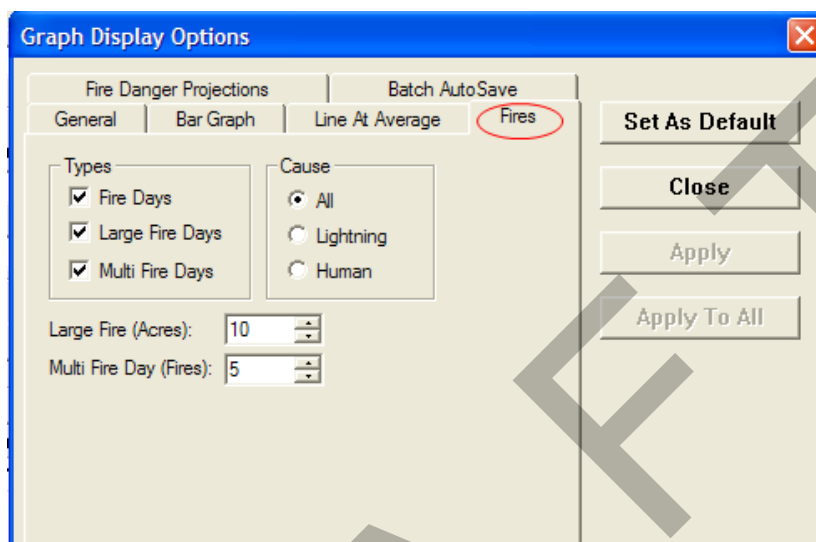 Graph Display Options
Fire Danger Projections Batch AutoSave
General Bar Graph Line At Average Fires
Types Cause
Fire Days All
Large Fire Days Lightning
Multi Fire Days Human
Large Fire (Acres): 10
Multi Fire Day (Fires): 5
Set As Default
Close
Apply
Apply To All